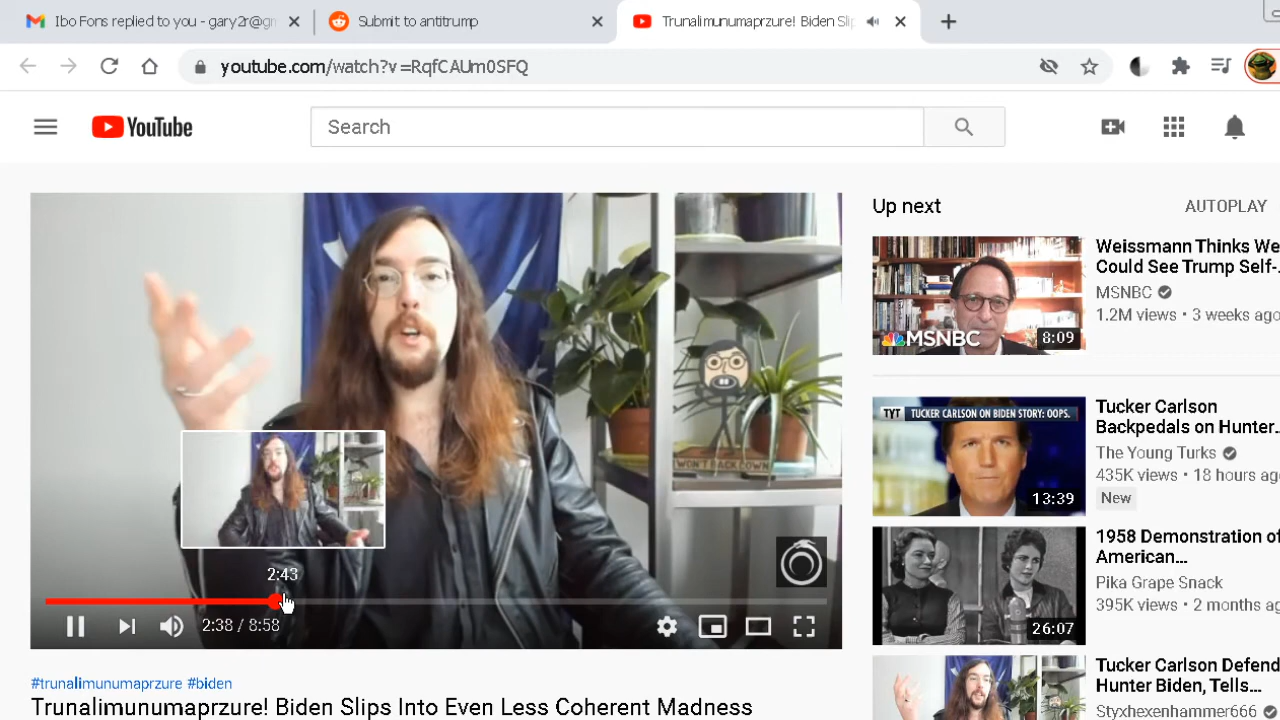 Ibo Fons replied to you - gary2r@gm
Submit to antitrump
Trunalimunumaprzure! Biden Sli
youtube.com/watch?v=RqfCAUm0SFQ
YouTube
Search
Up next
AUTOPLAY
Weissmann Thinks We
Could See Trump Self-
MSNBC
1.2M views • 3 weeks ago
MSNBC
8:09
TYT TUCKER CARLSON ON BIDEN STORY: OOPS.
13:39
Tucker Carlson
Backpedals on Hunter...
The Young Turks
435K views • 18 hours ago
New
I WON'T BACK DOWN
1958 Demonstration of
American...
Pika Grape Snack
395K views • 2 months ag
26:07
2:43
2:38 / 8:58
Tucker Carlson Defend
Hunter Biden, Tells...
Styxhexenhammer666
#trunalimunumaprzure #biden
Trunalimunumaprzure! Biden Slips Into Even Less Coherent Madness